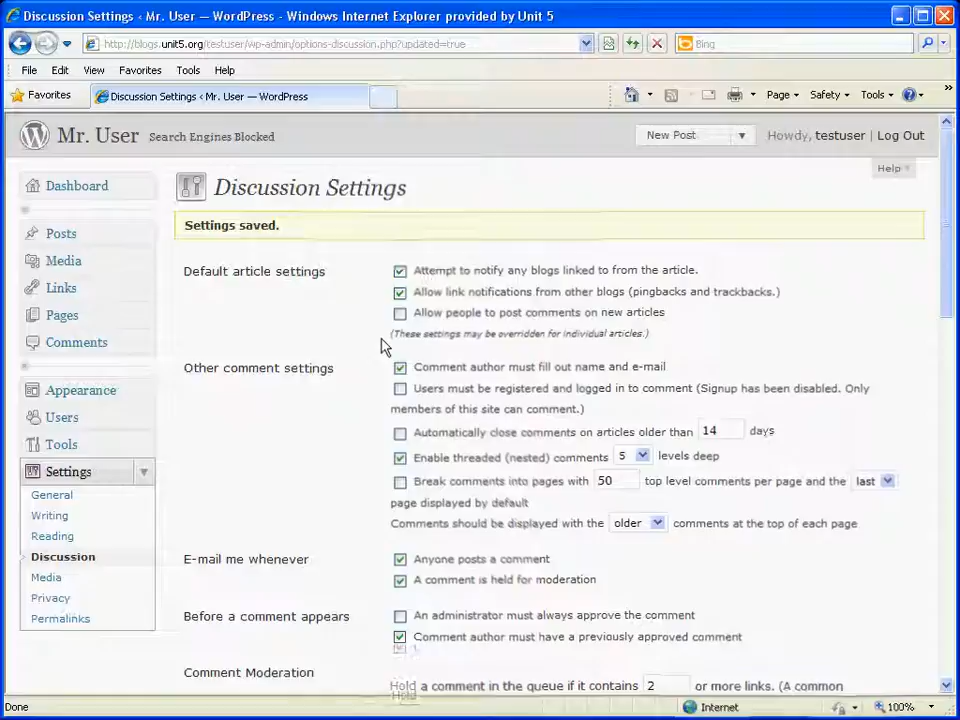 Discussion Settings ‹ Mr. User — WordPress - Windows Internet Explorer provided by Unit 5
http://blogs.unit5.org/testuser/wp-admin/options-discussion.php?updated=true
Bing
File Edit View Favorites Tools Help
Favorites Discussion Settings ‹ Mr. User — WordPress Page Safety Tools
Mr. User Search Engines Blocked New Post Howdy, testuser | Log Out
Help
Dashboard
Discussion Settings
Settings saved.
Posts
Media
Links
Pages
Comments
Appearance
Users
Tools
Settings
General
Writing
Reading
Discussion
Media
Privacy
Permalinks
Default article settings
Attempt to notify any blogs linked to from the article.
Allow link notifications from other blogs (pingbacks and trackbacks.)
Allow people to post comments on new articles
(These settings may be overridden for individual articles.)
Other comment settings
Comment author must fill out name and e-mail
Users must be registered and logged in to comment (Signup has been disabled. Only
members of this site can comment.)
Automatically close comments on articles older than 14 days
Enable threaded (nested) comments 5 levels deep
Break comments into pages with 50 top level comments per page and the last
page displayed by default
Comments should be displayed with the older comments at the top of each page
E-mail me whenever
Anyone posts a comment
A comment is held for moderation
Before a comment appears
An administrator must always approve the comment
Comment author must have a previously approved comment
Comment Moderation
Hold a comment in the queue if it contains 2 or more links. (A common
Done Internet 100%